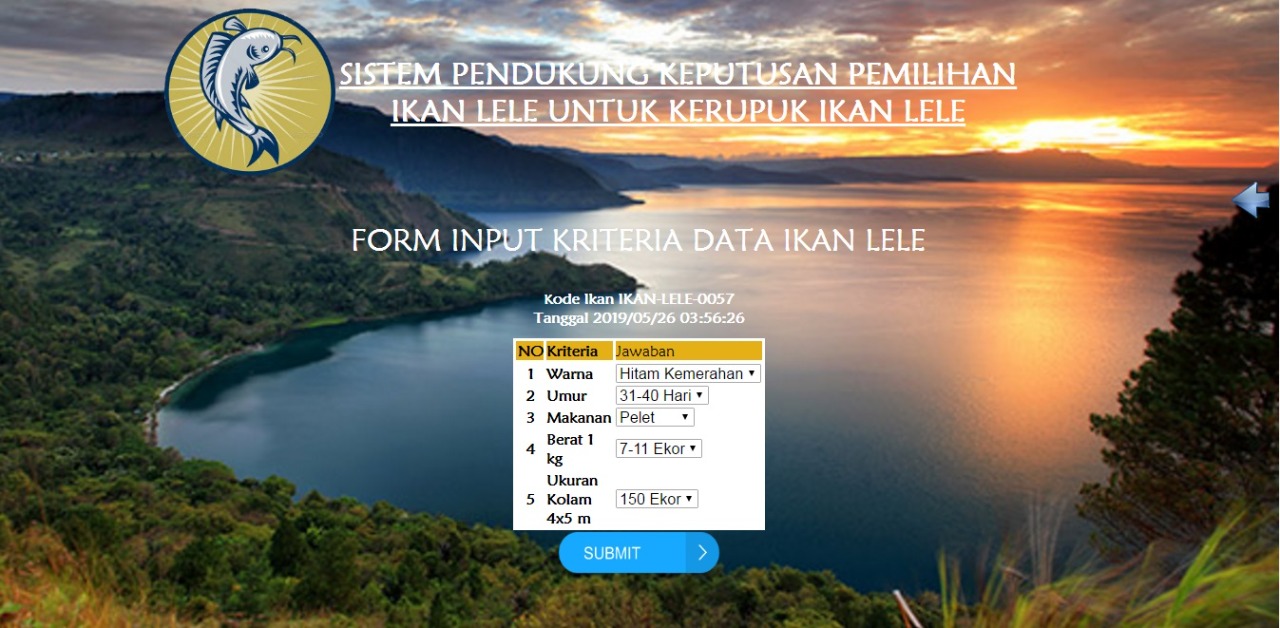 SISTEM PENDUKUNG KEPUTUSAN PEMILIHAN
IKAN LELE UNTUK KERUPUK IKAN LELE
FORM INPUT KRITERIA DATA IKAN LELE
Kode Ikan IKAN-LELE-0057
Tanggal 2019/05/26 03:56:26
NO Kriteria Jawaban
1 Warna Hitam Kemerahan
2 Umur 31-40 Hari
3 Makanan Pelet
4 Berat 1
kg 7-11 Ekor
Ukuran
5 Kolam 150 Ekor
4x5 m
SUBMIT